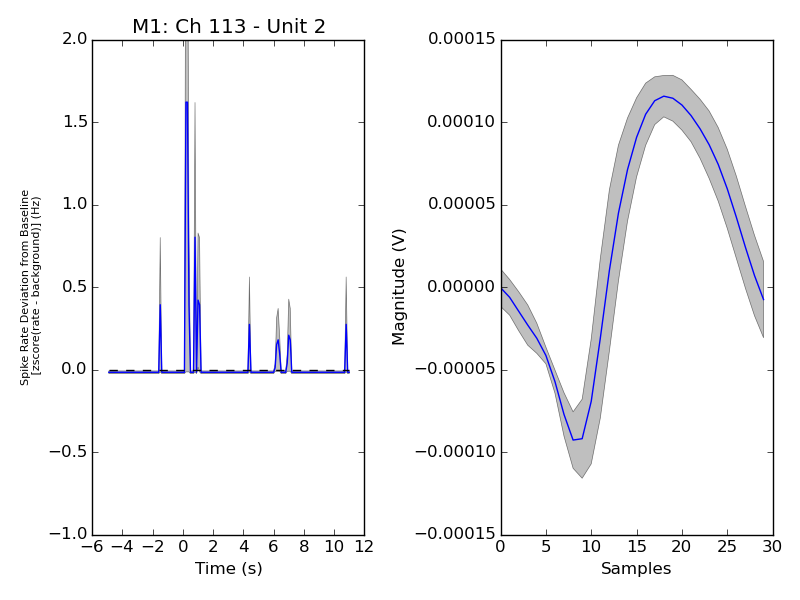 M1: Ch 113 - Unit 2
2.0
1.5
1.0
0.5
0.0
−0.5
−1.0
−6 −4 −2 0 2 4 6 8 10 12
Time (s)
Spike Rate Deviation from Baseline
[zscore(rate - background)] (Hz)
0.00015
0.00010
0.00005
0.00000
−0.00005
−0.00010
−0.00015
0 5 10 15 20 25 30
Samples
Magnitude (V)